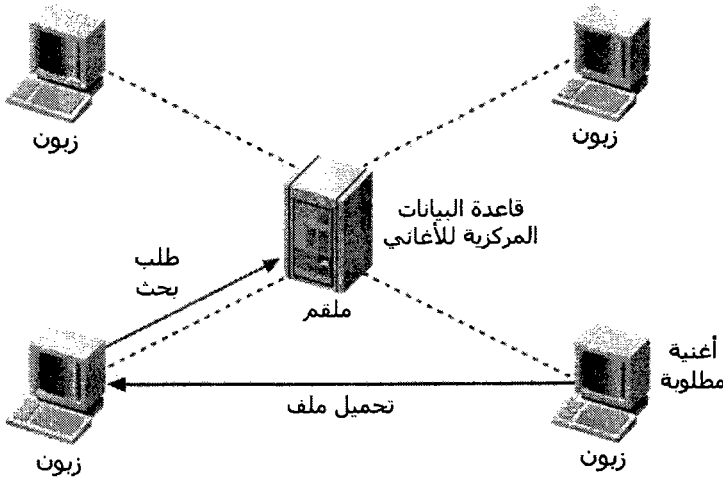 زبون
زبون
قاعدة البيانات
المركزية للأغاني
طلب
بحث
ملقم
أغنية
مطلوبة
تحميل ملف
زبون
زبون